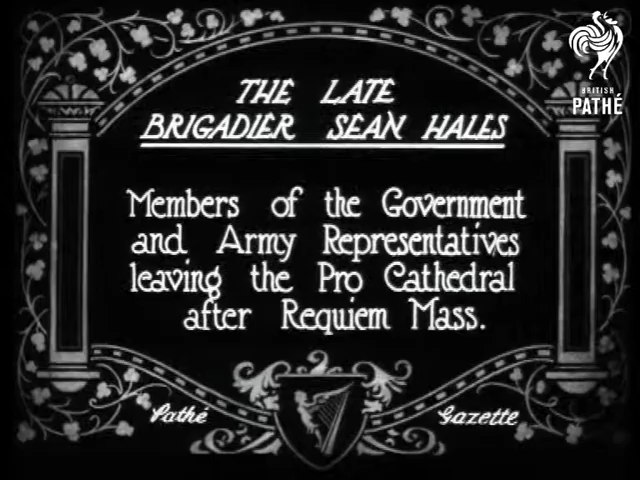 BRITISH
PATHÉ
THE LATE
BRIGADIER SEAN HALES
Members of the Government
and Army Representatives
leaving the Pro Cathedral
after Requiem Mass.
Pathé Gazette